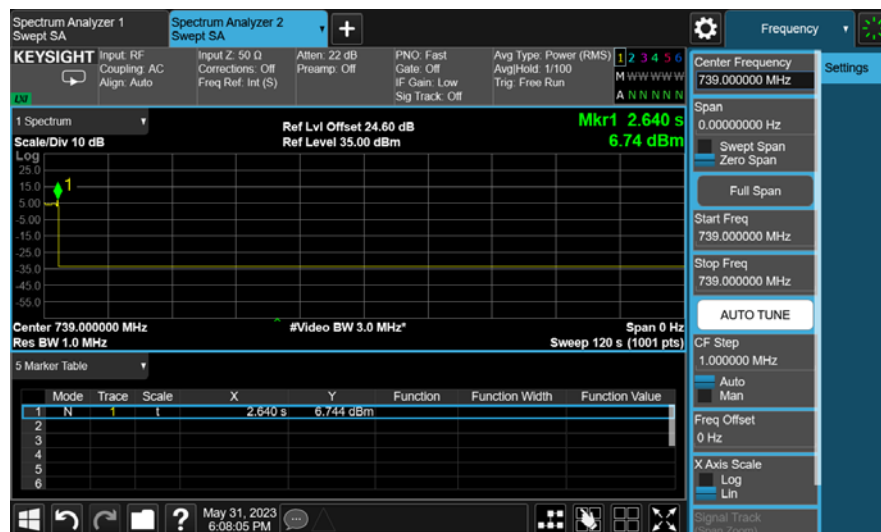 Spectrum Analyzer 1
Swept SA
Spectrum Analyzer 2
Swept SA
+
Frequency
KEYSIGHT
LXI
Input: RF
Coupling: AC
Align: Auto
Input Z: 50 Ω
Corrections: Off
Freq Ref: Int (S)
Atten: 22 dB
Preamp: Off
PNO: Fast
Gate: Off
IF Gain: Low
Sig Track: Off
Avg Type: Power (RMS)
Avg|Hold: 1/100
Trig: Free Run
1 2 3 4 5 6
M W W W W W
A N N N N N
1 Spectrum
Scale/Div 10 dB
Ref Lvl Offset 24.60 dB
Ref Level 35.00 dBm
Mkr1 2.640 s
6.74 dBm
Log
25.0
15.0
5.00
-5.00
-15.0
-25.0
-35.0
-45.0
-55.0
1
Center 739.000000 MHz
Res BW 1.0 MHz
#Video BW 3.0 MHz*
Span 0 Hz
Sweep 120 s (1001 pts)
5 Marker Table
Mode Trace Scale X Y Function Function Width Function Value
1 N 1 t 2.640 s 6.744 dBm
2
3
4
5
6
Center Frequency
739.000000 MHz
Span
0.00000000 Hz
Swept Span
Zero Span
Full Span
Start Freq
739.000000 MHz
Stop Freq
739.000000 MHz
AUTO TUNE
CF Step
1.000000 MHz
Auto
Man
Freq Offset
0 Hz
X Axis Scale
Log
Lin
Signal Track
(Span Zoom)
Settings
?
May 31, 2023
6:08:05 PM